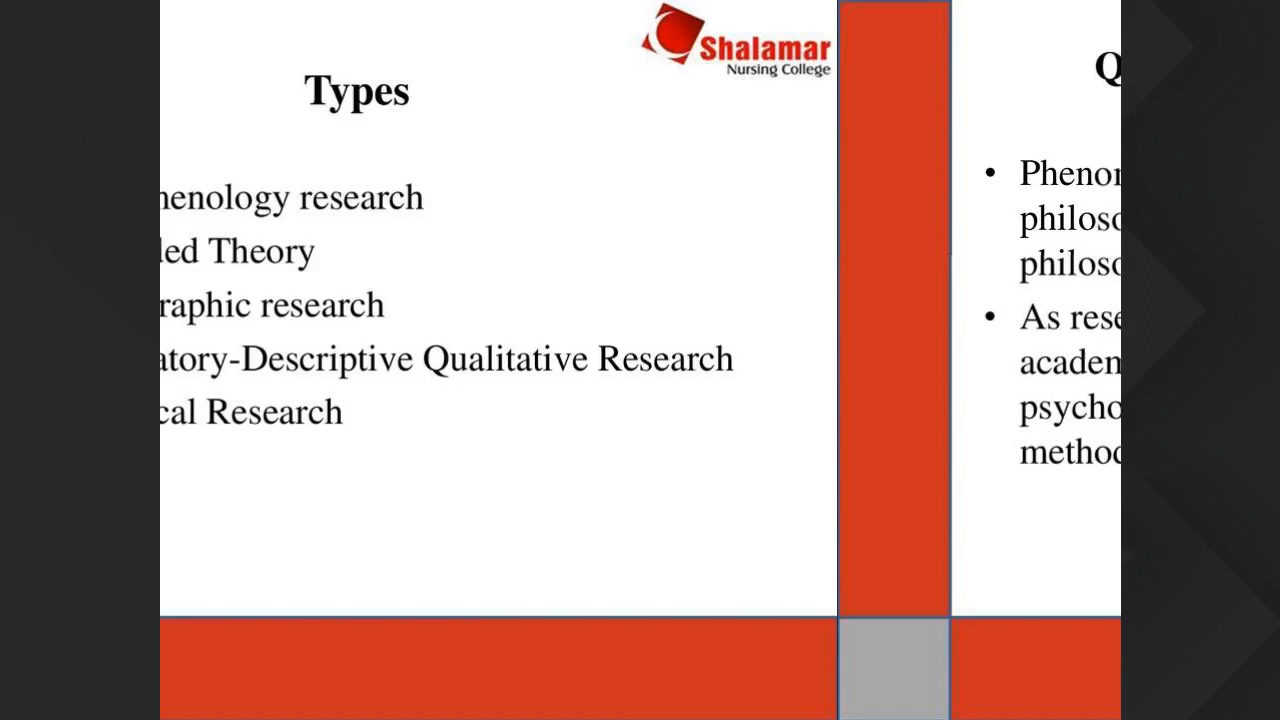 Shalamar
Nursing College
Types
henology research
led Theory
raphic research
atory-Descriptive Qualitative Research
cal Research
Q
• Phenor
philoso
philoso
• As rese
academ
psycho
method